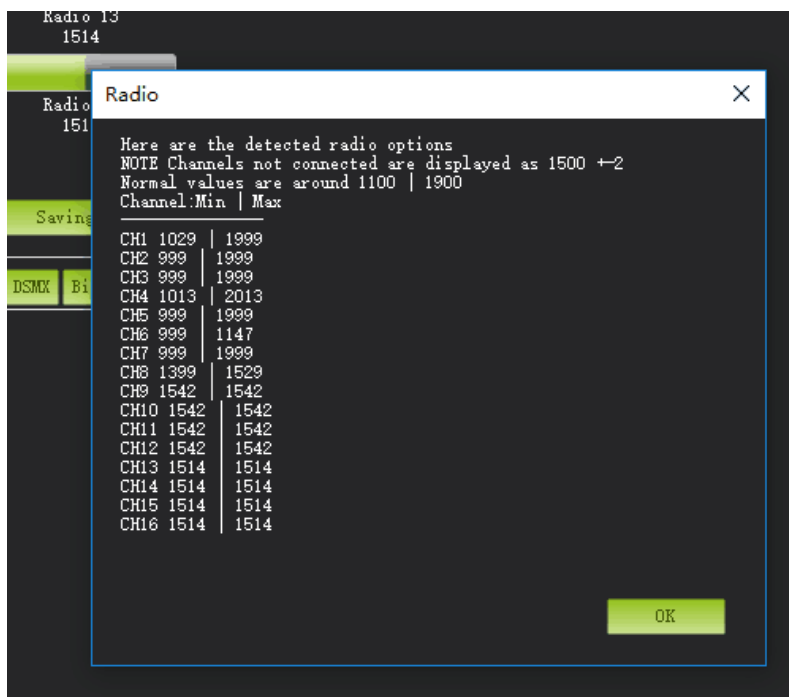 Radio 13
1514
Radio
151
Saving
DSMX
Bi
Radio
Here are the detected radio options
NOTE Channels not connected are displayed as 1500 +-2
Normal values are around 1100 | 1900
Channel:Min | Max
CH1 1029 | 1999
CH2 999 | 1999
CH3 999 | 1999
CH4 1013 | 2013
CH5 999 | 1999
CH6 999 | 1147
CH7 999 | 1999
CH8 1399 | 1529
CH9 1542 | 1542
CH10 1542 | 1542
CH11 1542 | 1542
CH12 1542 | 1542
CH13 1514 | 1514
CH14 1514 | 1514
CH15 1514 | 1514
CH16 1514 | 1514
OK